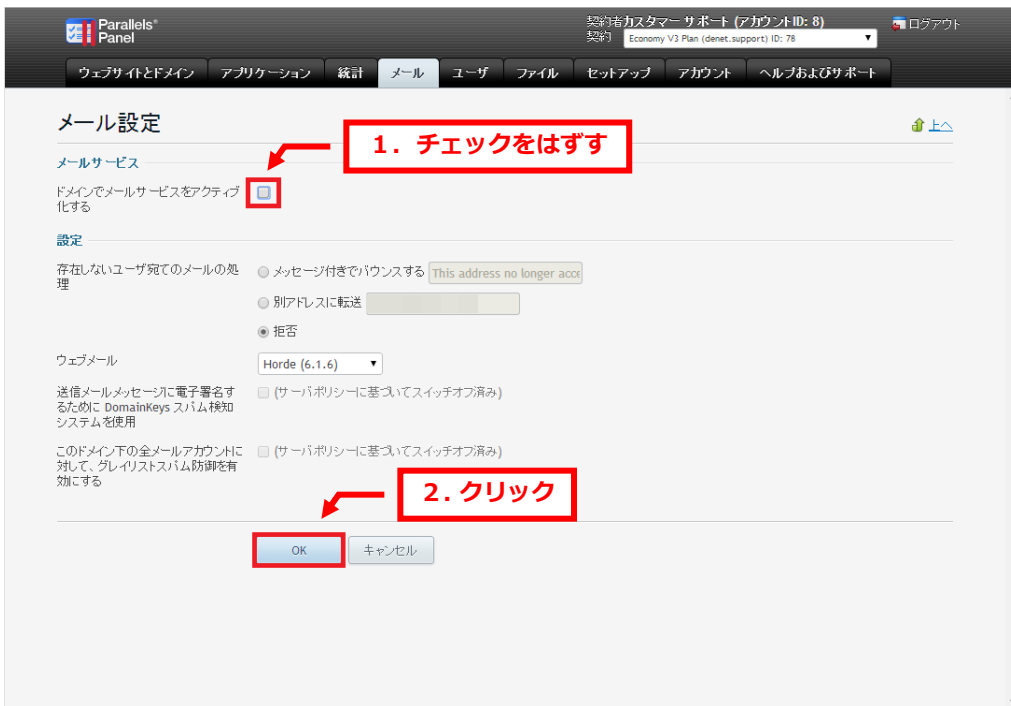 Parallels®
Panel
契約者カスタマー サポート (アカウントID: 8)
契約 Economy V3 Plan (denet.support) ID: 78
ログアウト
ウェブサイトとドメイン アプリケーション 統計 メール ユーザ ファイル セットアップ アカウント ヘルプおよびサポート
メール設定
上へ
1. チェックをはずす
メールサービス
ドメインでメールサービスをアクティブ
化する
設定
存在しないユーザ宛てのメールの処
理
メッセージ付きでバウンスする This address no longer acce
別アドレスに転送
拒否
ウェブメール Horde (6.1.6)
送信メールメッセージに電子署名す
るために DomainKeys スパム検知
システムを使用
(サーバポリシーに基づいてスイッチオフ済み)
このドメイン下の全メールアカウントに
対して、グレイリストスパム防御を有
効にする
(サーバポリシーに基づいてスイッチオフ済み)
2. クリック
OK キャンセル